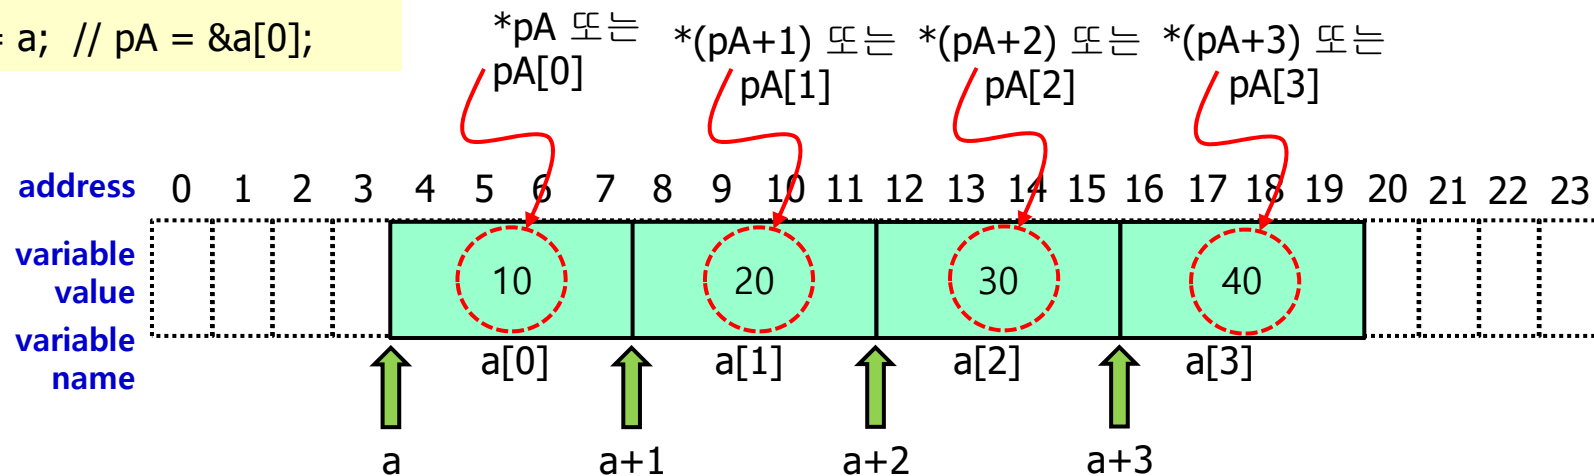 = a; // pA = &a[0];
*pA 또는
pA[0]
*(pA+1) 또는
pA[1]
*(pA+2) 또는
pA[2]
*(pA+3) 또는
pA[3]
address 0 1 2 3 4 5 6 7 8 9 10 11 12 13 14 15 16 17 18 19 20 21 22 23
variable
value
10 20 30 40
variable
name
a[0] a[1] a[2] a[3]
a a+1 a+2 a+3